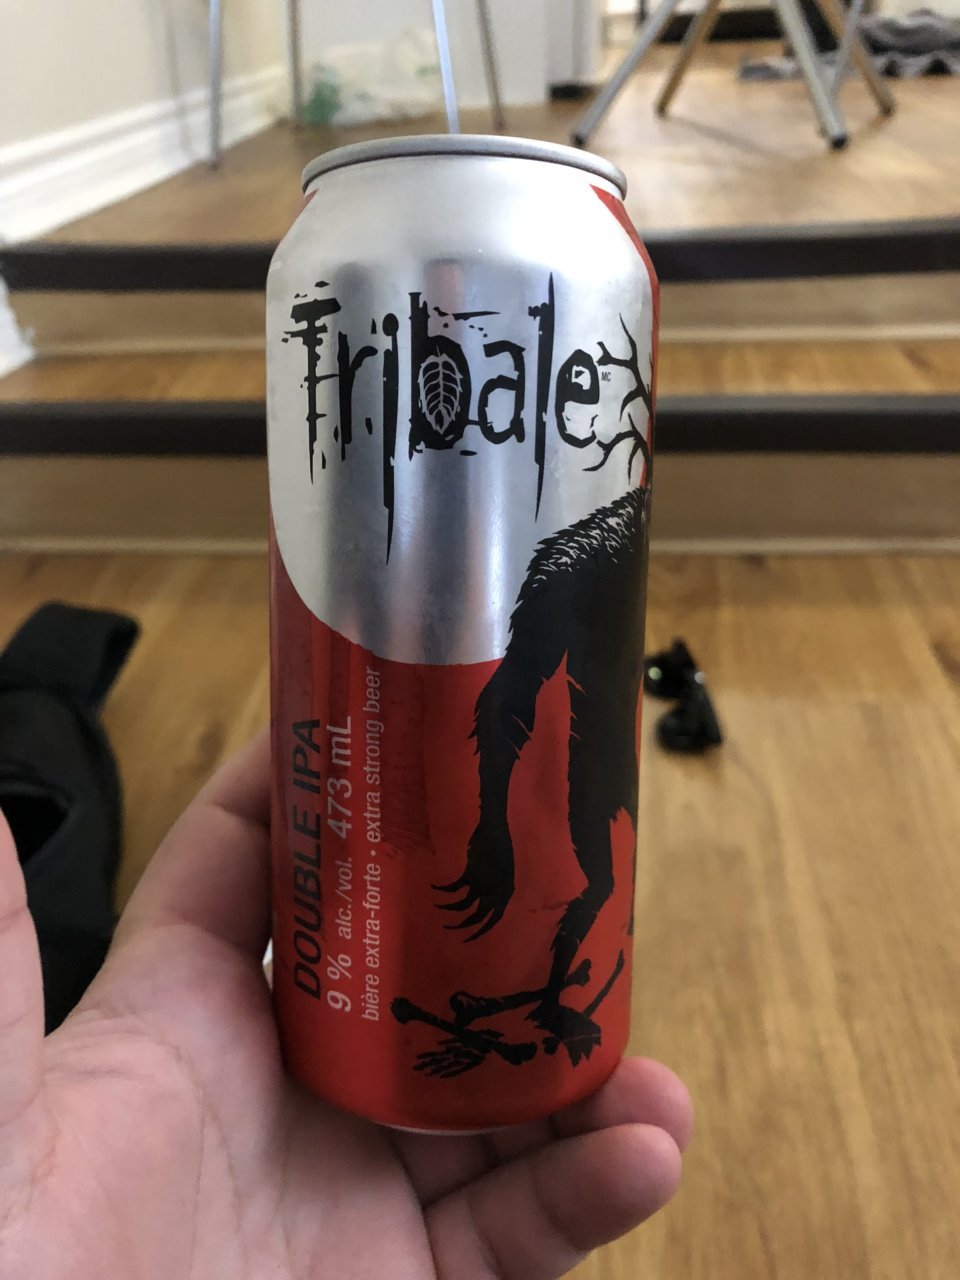 Tribale MC
DOUBLE IPA
9 % alc./vol. 473 mL
bière extra-forte • extra strong beer